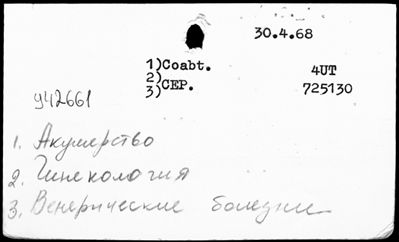 30.4.68
1)Coabt.
2)
3)CEP.
4UT
725130
942661
1. Акушерство
2. Гинекология
3. Венерические болезни